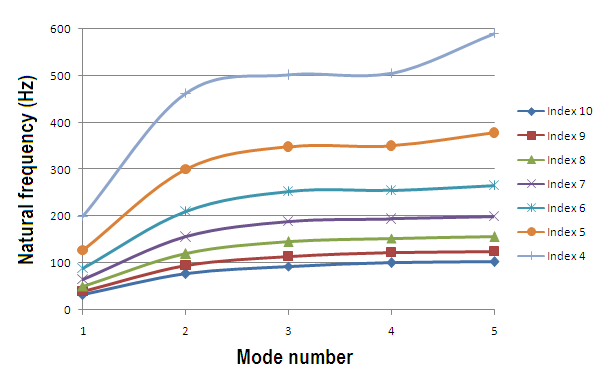 600
500
400
300
200
100
0
Natural frequency (Hz)
1 2 3 4 5
Mode number
Index 10
Index 9
Index 8
Index 7
Index 6
Index 5
Index 4